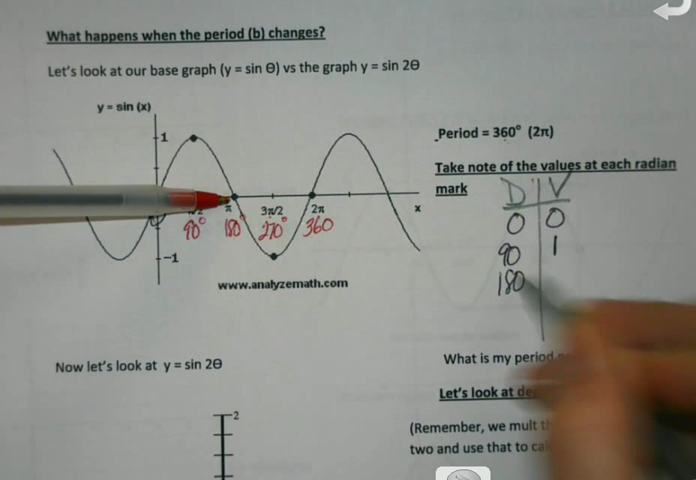 What happens when the period (b) changes?
Let's look at our base graph (y = sin Θ) vs the graph y = sin 2Θ
y = sin (x)
1
Period = 360° (2π)
Take note of the values at each radian
mark
D V
0 0
90 1
180
π 3π/2 2π x
90° 180° 270° 360
-1
www.analyzemath.com
Now let's look at y = sin 2Θ
What is my period
Let's look at
2
(Remember, we mult
two and use that to